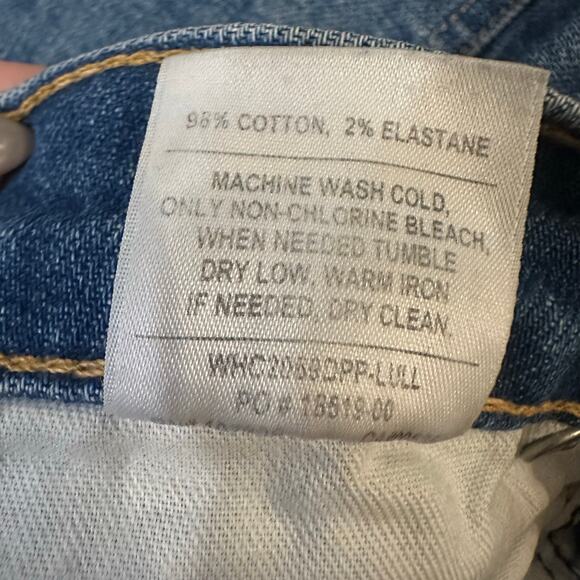 98% COTTON, 2% ELASTANE
MACHINE WASH COLD,
ONLY NON-CHLORINE BLEACH,
WHEN NEEDED TUMBLE
DRY LOW, WARM IRON
IF NEEDED, DRY CLEAN.
PO # 18519-00